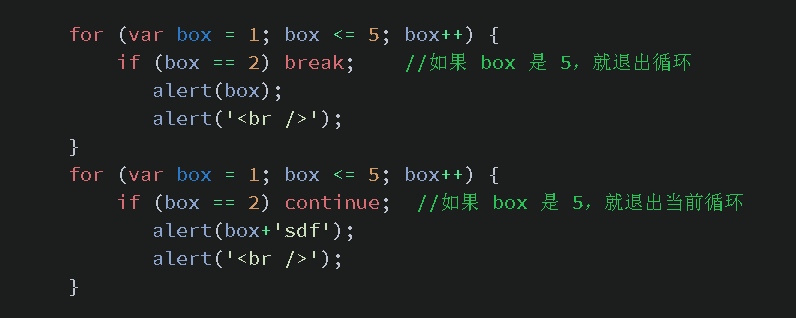 for (var box = 1; box <= 5; box++) {
if (box == 2) break; //如果 box 是 5，就退出循环
alert(box);
alert('<br />');
}
for (var box = 1; box <= 5; box++) {
if (box == 2) continue; //如果 box 是 5，就退出当前循环
alert(box+'sdf');
alert('<br />');
}